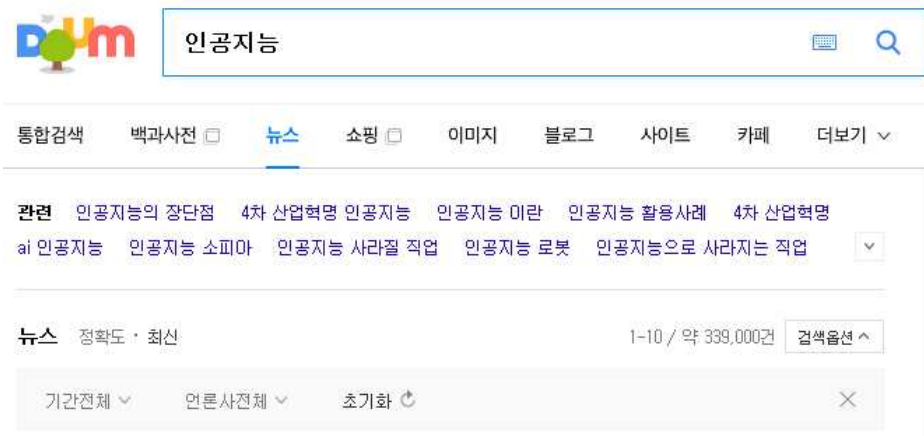 Daum
인공지능
통합검색 백과사전 뉴스 쇼핑 이미지 블로그 사이트 카페 더보기
관련 인공지능의 장단점 4차 산업혁명 인공지능 인공지능 이란 인공지능 활용사례 4차 산업혁명
ai 인공지능 인공지능 소피아 인공지능 사라질 직업 인공지능 로봇 인공지능으로 사라지는 직업
뉴스 정확도 · 최신 1-10 / 약 339,000건 검색옵션
기간전체 언론사전체 초기화